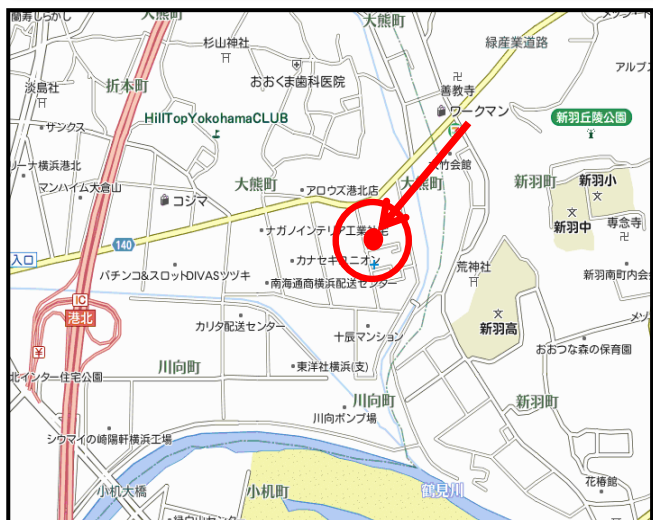 大熊町
大熊町
緑産業道路
杉山神社
おおくま歯科医院
善教寺
折本町
淡島社
ワークマン
アルプ
サンクス
HillTopYokohamaCLUB
新羽丘陵公園
竹会館
リーナ横浜港北
マンハイム大倉山
大熊町
アロウズ港北店
大熊町
新羽町
新羽小
コジマ
新羽中
専念寺
ナガノインテリア工業
140
入口
カナセキユニオン
荒神社
新羽南町内会
パチンコ&スロットDIVASツヅキ
南海通商横浜配送センター
IC
港北
カリタ配送センター
十辰マンション
新羽高
メゾ
おおつな森の保育園
川向町
東洋社横浜(支)
北インター住宅公園
川向町
新羽町
川向ポンプ場
シウマイの崎陽軒横浜工場
花椿館
小机大橋
小机町
鶴見川